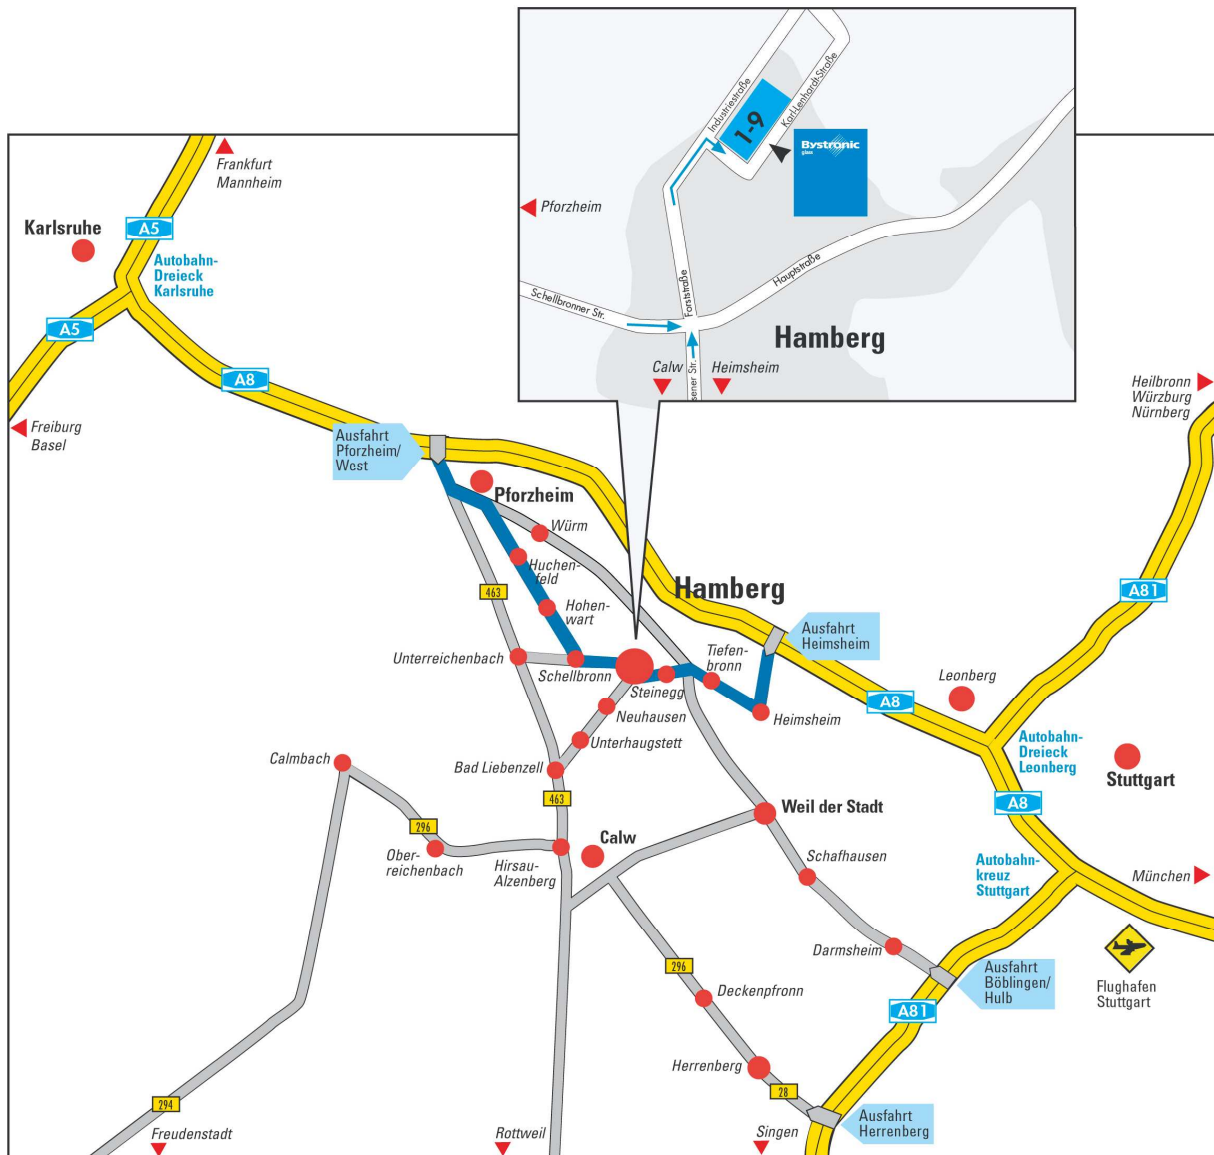 Industriestraße
Karl-Lenhardt-Straße
1-9
Bystronic
glass
Pforzheim
Forststraße
Hauptstraße
Schellbronner Str.
Hamberg
Calw
Heimsheim
sener Str.
Frankfurt
Mannheim
Karlsruhe
A5
Autobahn-
Dreieck
Karlsruhe
A5
A8
Freiburg
Basel
Ausfahrt
Pforzheim/
West
Heilbronn
Würzburg
Nürnberg
Pforzheim
Würm
Huchen-
feld
463
Hohen-
wart
Hamberg
A81
Ausfahrt
Heimsheim
Unterreichenbach
Schellbronn
Steinegg
Tiefen-
bronn
Leonberg
A8
Neuhausen
Heimsheim
Unterhaugstett
Autobahn-
Dreieck
Leonberg
Stuttgart
Calmbach
Bad Liebenzell
463
A8
Weil der Stadt
296
Calw
Ober-
reichenbach
Hirsau-
Alzenberg
Schafhausen
Autobahn-
kreuz
Stuttgart
München
Darmsheim
296
Ausfahrt
Böblingen/
Hulb
Flughafen
Stuttgart
Deckenpfronn
A81
Herrenberg
28
294
Ausfahrt
Herrenberg
Freudenstadt
Rottweil
Singen